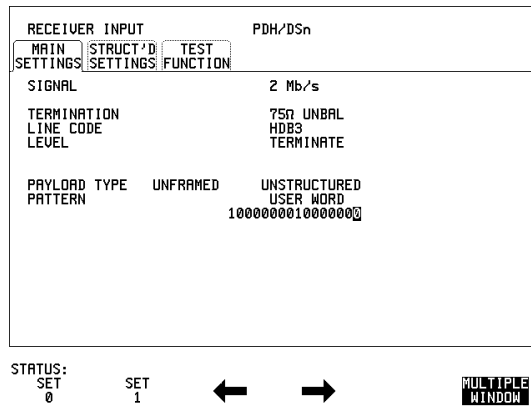 RECEIVER INPUT PDH/DSn
MAIN SETTINGS STRUCT'D SETTINGS TEST FUNCTION
SIGNAL 2 Mb/s
TERMINATION 75Ω UNBAL
LINE CODE HDB3
LEVEL TERMINATE
PAYLOAD TYPE UNFRAMED UNSTRUCTURED
PATTERN USER WORD
1000000010000000
STATUS:
SET 0 SET 1 MULTIPLE WINDOW